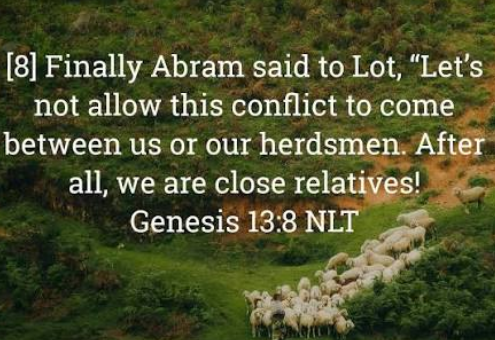 [8] Finally Abram said to Lot, “Let’s
not allow this conflict to come
between us or our herdsmen. After
all, we are close relatives!
Genesis 13:8 NLT